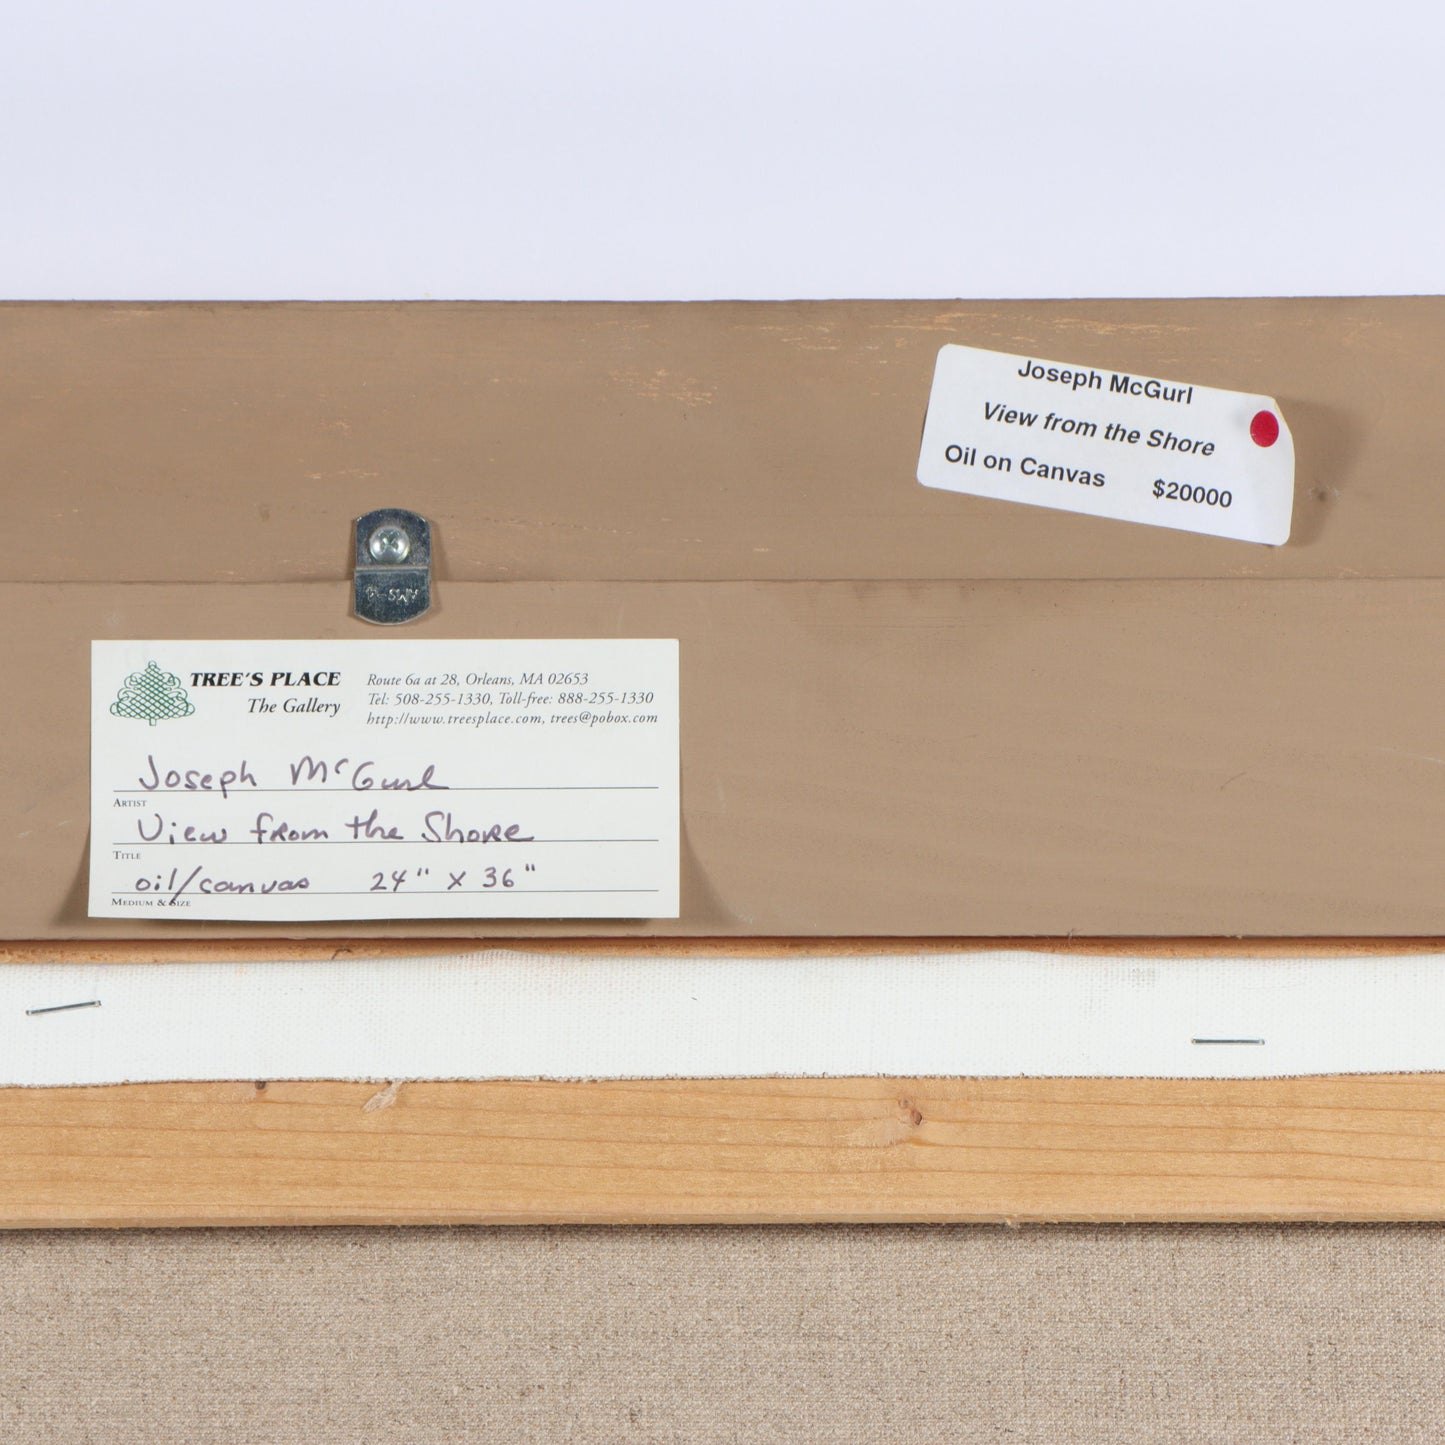 Joseph McGurl
View from the Shore
Oil on Canvas $20000
TREE'S PLACE
The Gallery
Route 6a at 28, Orleans, MA 02653
Tel: 508-255-1330, Toll-free: 888-255-1330
http://www.treesplace.com, trees@pobox.com
Joseph McGurl
ARTIST
View from the Shore
TITLE
oil/canvas 24" x 36"
MEDIUM & SIZE